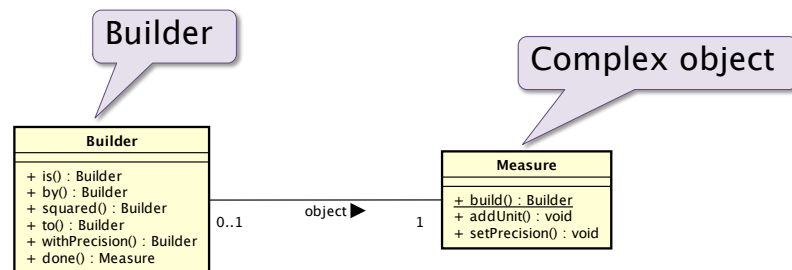 Builder
Complex object
Builder
+ is() : Builder
+ by() : Builder
+ squared() : Builder
+ to() : Builder
+ withPrecision() : Builder
+ done() : Measure
0..1
object ▶
1
Measure
+ build() : Builder
+ addUnit() : void
+ setPrecision() : void